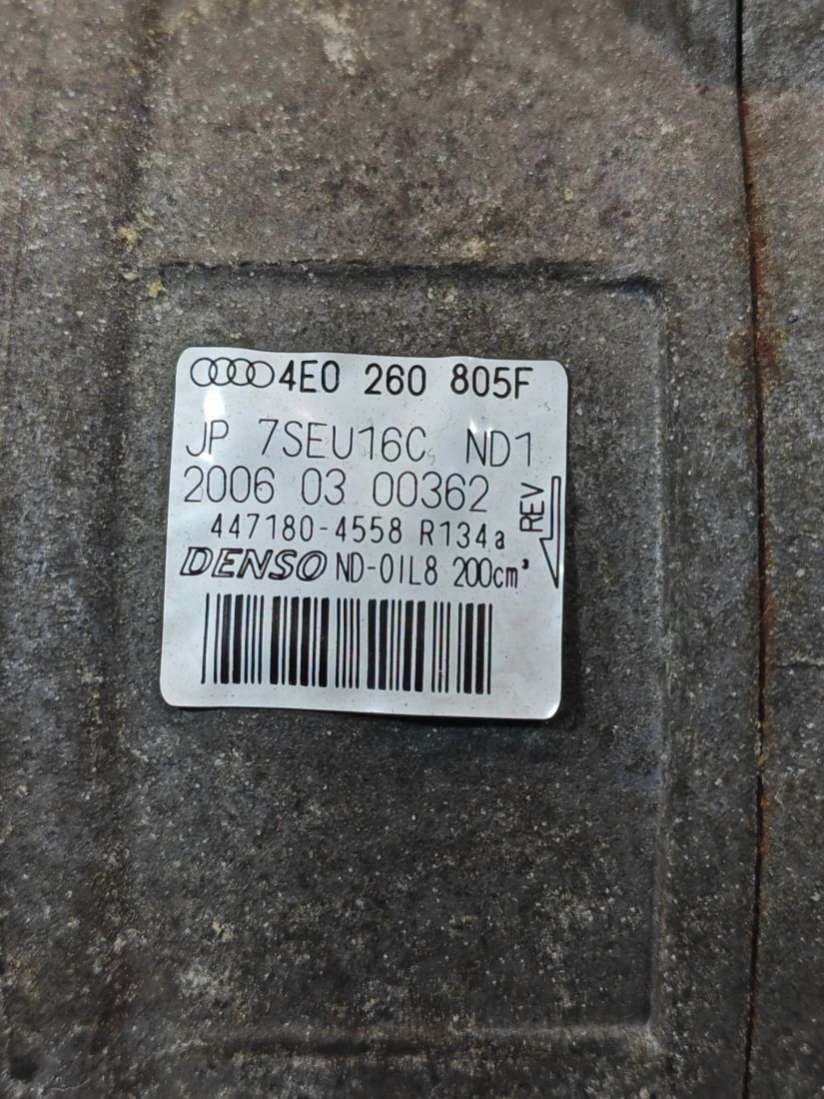 4E0 260 805F
JP 7SEU16C ND1
2006 03 00362
REV
447180-4558 R134a
DENSO ND-OIL8 200cm³